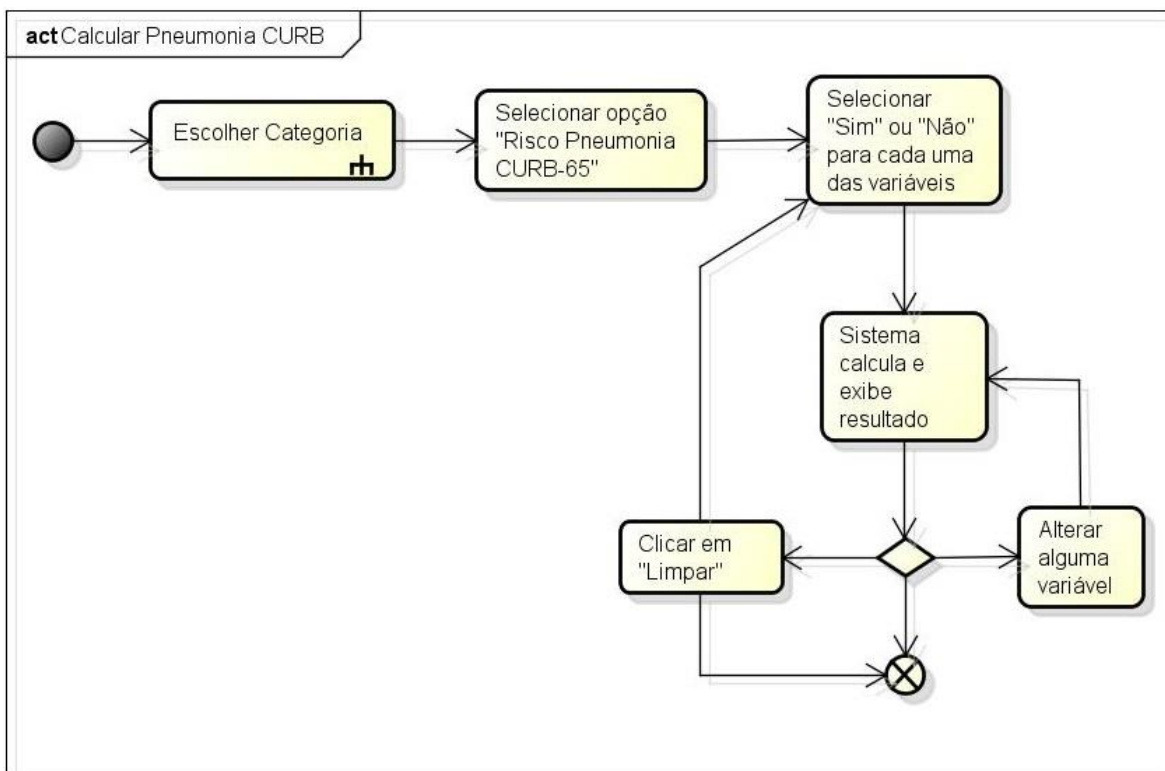 act Calcular Pneumonia CURB
Escolher Categoria
Selecionar opção
"Risco Pneumonia
CURB-65"
Selecionar
"Sim" ou "Não"
para cada uma
das variáveis
Sistema
calcula e
exibe
resultado
Clicar em
"Limpar"
Alterar
alguma
variável